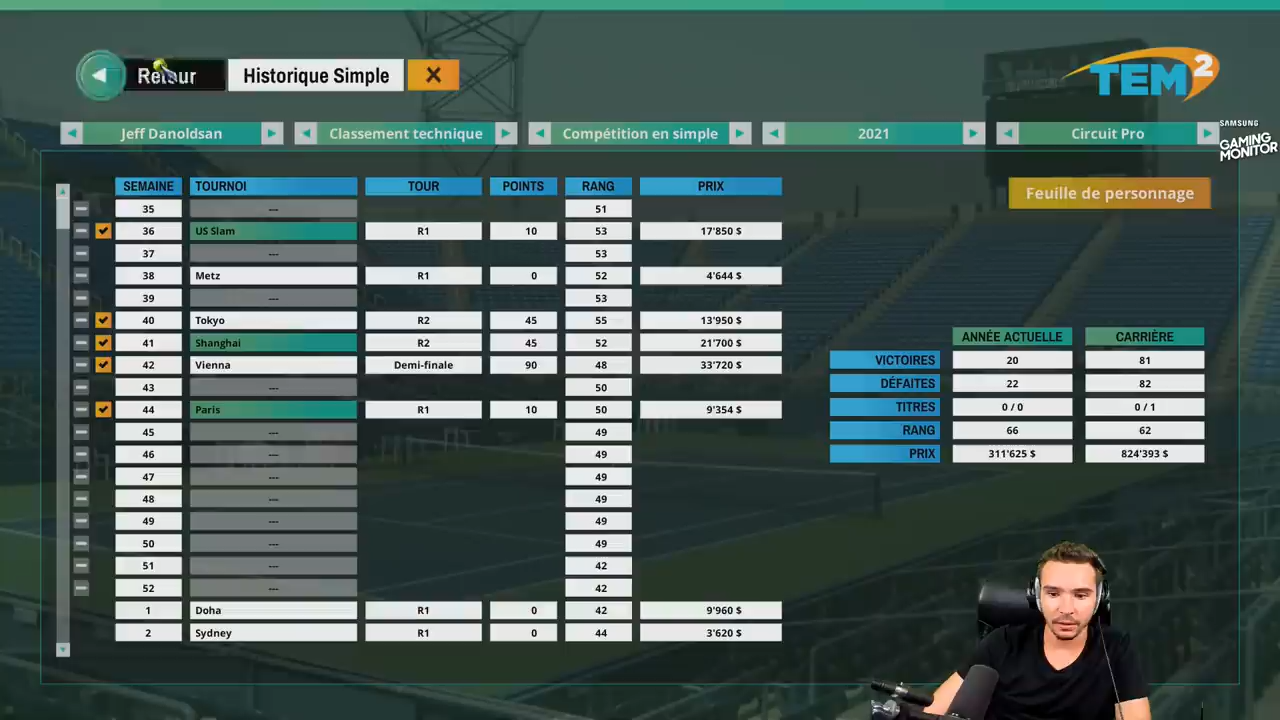 Retour Historique Simple
TEM2
Jeff Danoldsan Classement technique Compétition en simple 2021 Circuit Pro
SAMSUNG
GAMING
MONITOR
SEMAINE TOURNOI TOUR POINTS RANG PRIX
Feuille de personnage
35 --- 51
36 US Slam R1 10 53 17'850 $
37 --- 53
38 Metz R1 0 52 4'644 $
39 --- 53
40 Tokyo R2 45 55 13'950 $
41 Shanghai R2 45 52 21'700 $
42 Vienna Demi-finale 90 48 33'720 $
43 --- 50
44 Paris R1 10 50 9'354 $
45 --- 49
46 --- 49
47 --- 49
48 --- 49
49 --- 49
50 --- 49
51 --- 42
52 --- 42
1 Doha R1 0 42 9'960 $
2 Sydney R1 0 44 3'620 $
ANNÉE ACTUELLE CARRIÈRE
VICTOIRES 20 81
DÉFAITES 22 82
TITRES 0 / 0 0 / 1
RANG 66 62
PRIX 311'625 $ 824'393 $